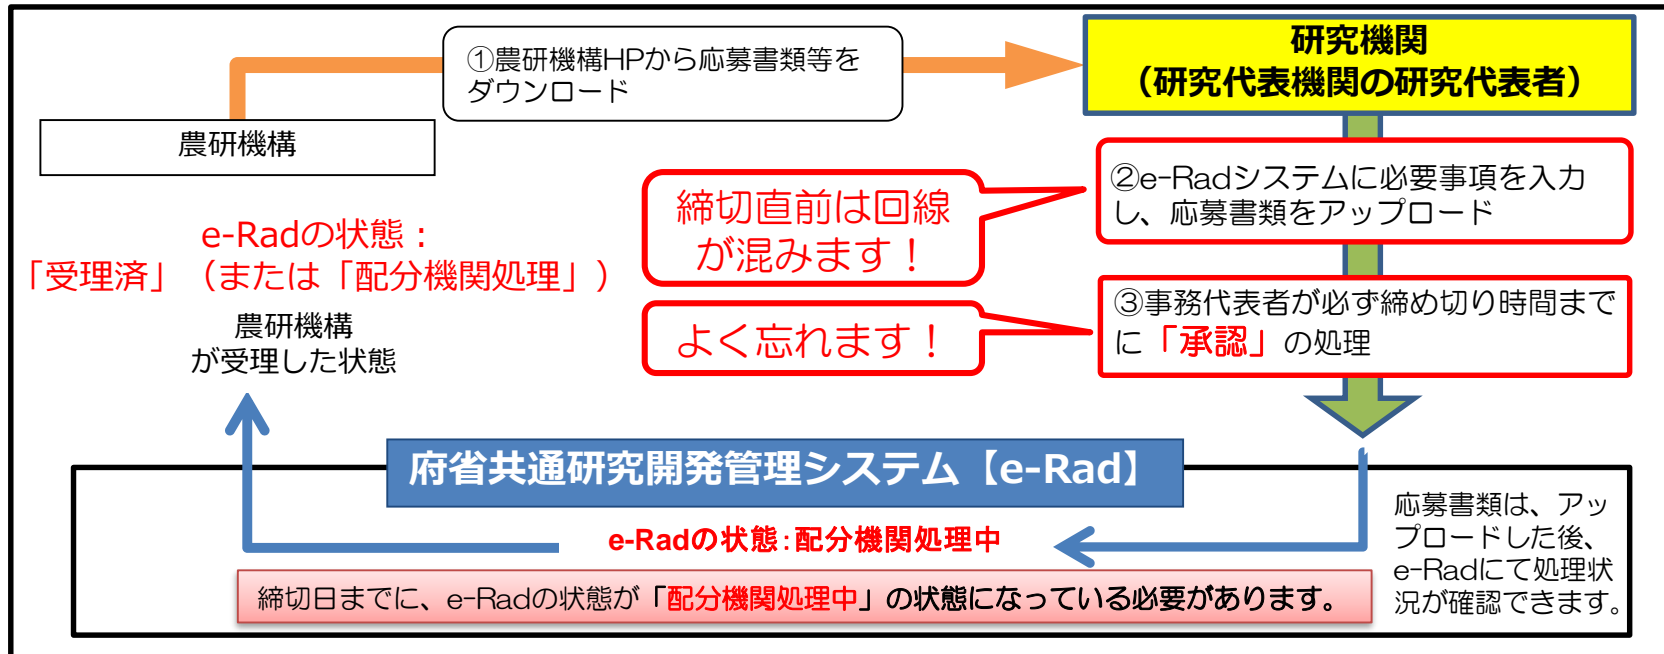 ①農研機構HPから応募書類等を
ダウンロード
研究機関
（研究代表機関の研究代表者）
農研機構
②e-Radシステムに必要事項を入力
し、応募書類をアップロード
締切直前は回線
が混みます！
e-Radの状態：
「受理済」（または「配分機関処理」）
農研機構
が受理した状態
③事務代表者が必ず締め切り時間まで
に「承認」の処理
よく忘れます！
府省共通研究開発管理システム【e-Rad】
e-Radの状態：配分機関処理中
応募書類は、アッ
プロードした後、
e-Radにて処理状
況が確認できます。
締切日までに、e-Radの状態が「配分機関処理中」の状態になっている必要があります。